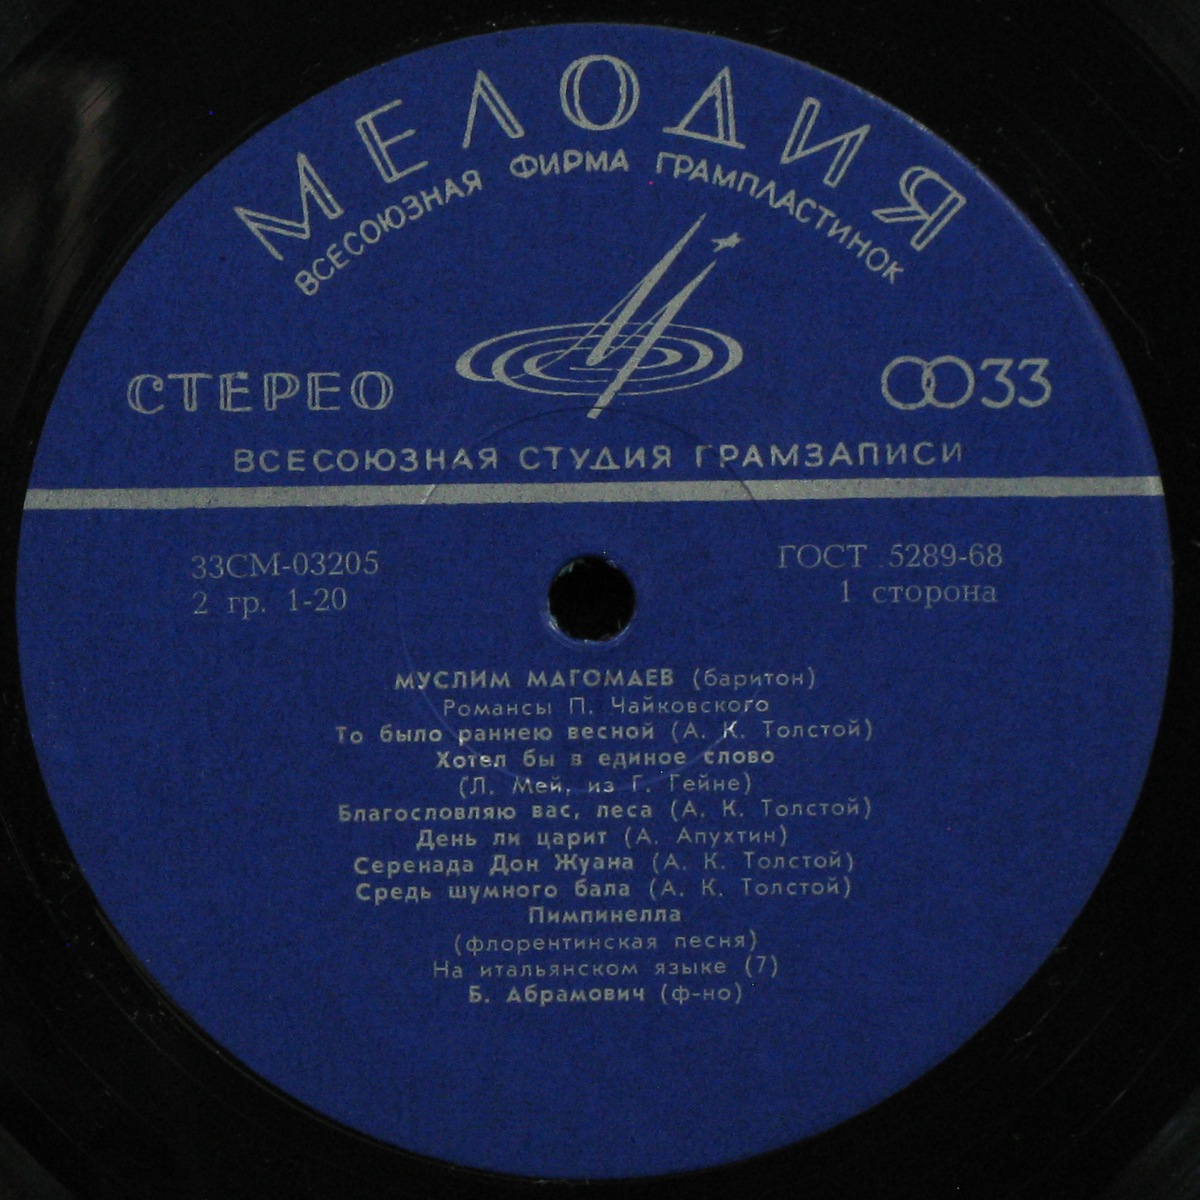 МЕЛОДИЯ
ВСЕСОЮЗНАЯ ФИРМА ГРАМПЛАСТИНОК
СТЕРЕО
33
ВСЕСОЮЗНАЯ СТУДИЯ ГРАМЗАПИСИ
33СМ-03205
ГОСТ 5289-68
2 гр. 1-20
1 сторона
МУСЛИМ МАГОМАЕВ (баритон)
Романсы П. Чайковского
То было раннею весной (А. К. Толстой)
Хотел бы в единое слово
(Л. Мей, из Г. Гейне)
Благословляю вас, леса (А. К. Толстой)
День ли царит (А. Апухтин)
Серенада Дон Жуана (А. К. Толстой)
Средь шумного бала (А. К. Толстой)
Пимпинелла
(флорентинская песня)
На итальянском языке (7)
Б. Абрамович (ф-но)